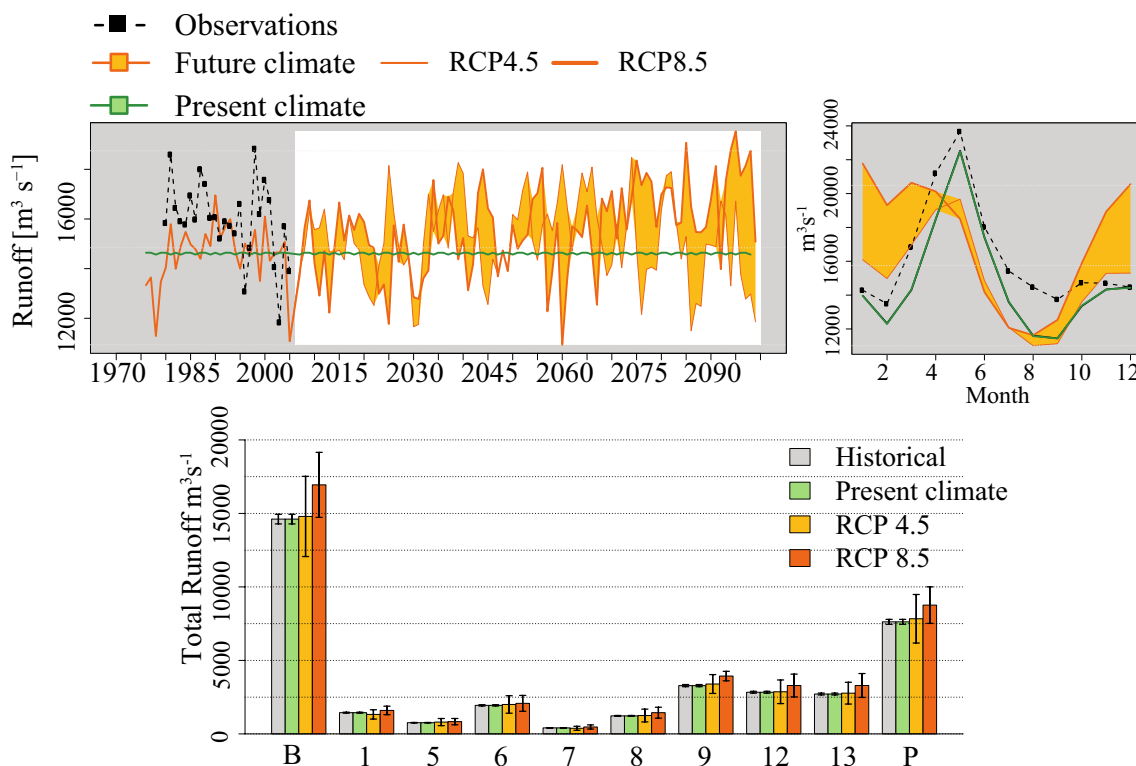 Observations
Future climate RCP4.5 RCP8.5
Present climate
Runoff [m³ s⁻¹]
12000 16000
1970 1985 2000 2015 2030 2045 2060 2075 2090
m³s⁻¹
12000 16000 20000 24000
2 4 6 8 10 12
Month
Total Runoff m³s⁻¹
0 5000 10000 15000 20000
Historical
Present climate
RCP 4.5
RCP 8.5
B 1 5 6 7 8 9 12 13 P